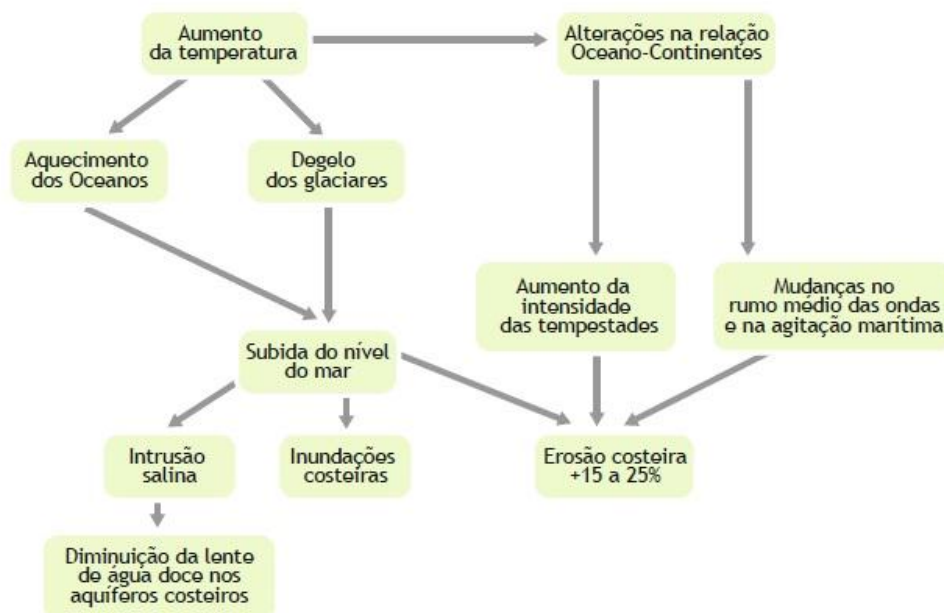 Aumento
da temperatura
Alterações na relação
Oceano-Continentes
Aquecimento
dos Oceanos
Degelo
dos glaciares
Aumento da
intensidade
das tempestades
Mudanças no
rumo médio das ondas
e na agitação marítima
Subida do nível
do mar
Intrusão
salina
Inundações
costeiras
Erosão costeira
+15 a 25%
Diminuição da lente
de água doce nos
aquíferos costeiros